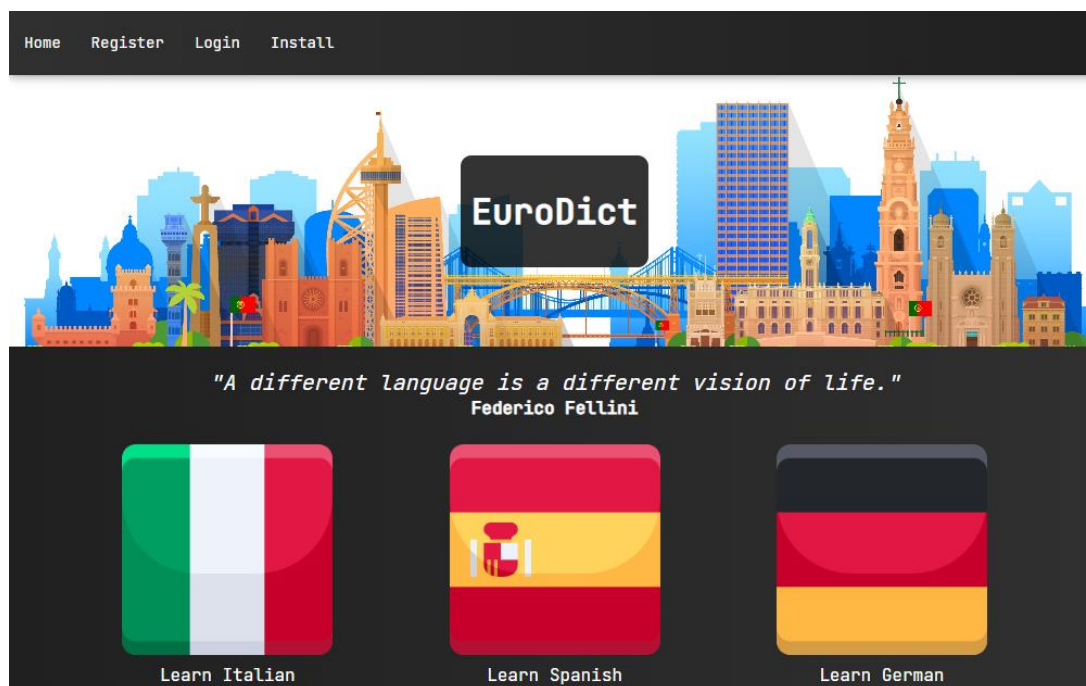 Home Register Login Install
EuroDict
"A different language is a different vision of life."
Federico Fellini
Learn Italian Learn Spanish Learn German